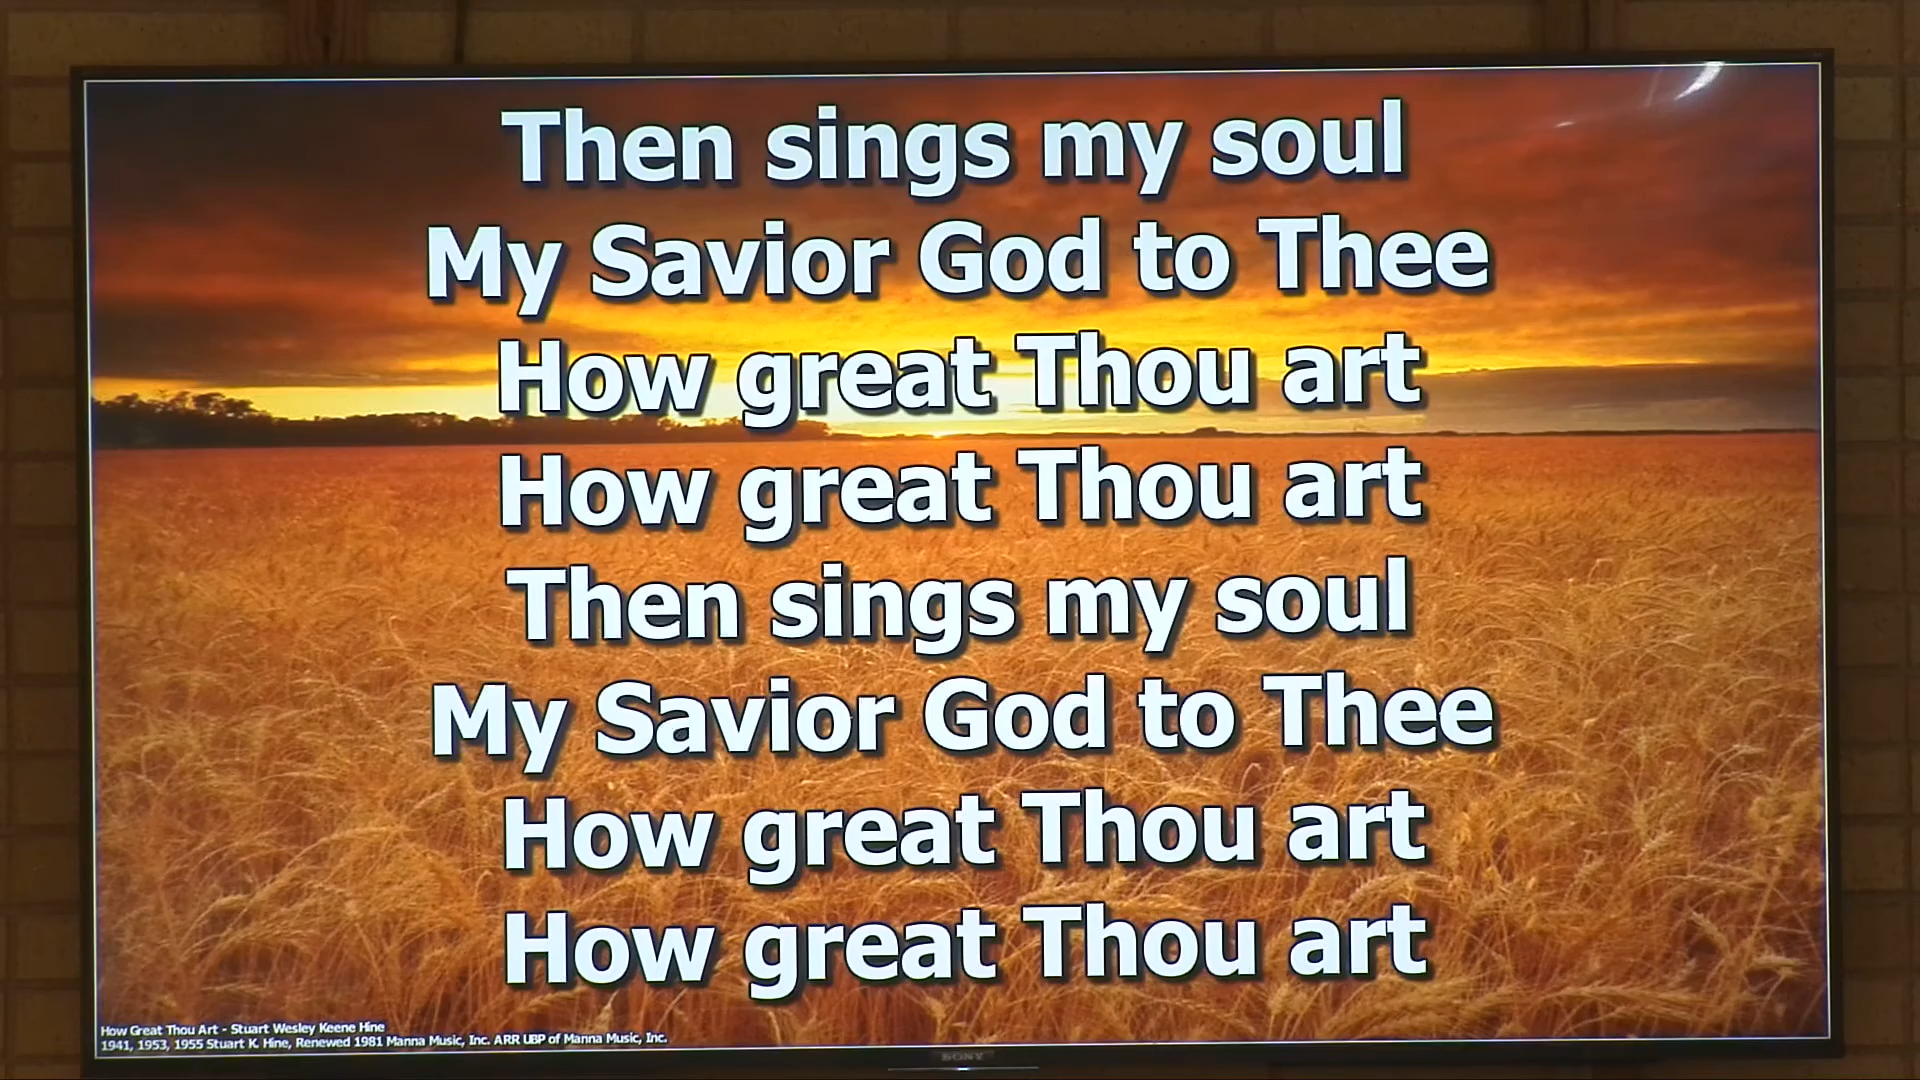 Then sings my soul
My Savior God to Thee
How great Thou art
How great Thou art
Then sings my soul
My Savior God to Thee
How great Thou art
How great Thou art
How Great Thou Art - Stuart Wesley Keene Hine
1941, 1953, 1955 Stuart K. Hine, Renewed 1981 Manna Music, Inc. ARR UBP of Manna Music, Inc.
SONY